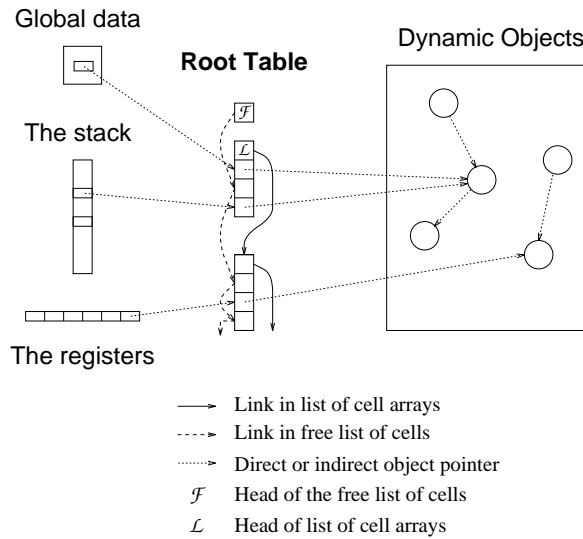 Global data
Root Table
Dynamic Objects
ℱ
The stack
ℒ
The registers
Link in list of cell arrays
Link in free list of cells
Direct or indirect object pointer
ℱ Head of the free list of cells
ℒ Head of list of cell arrays